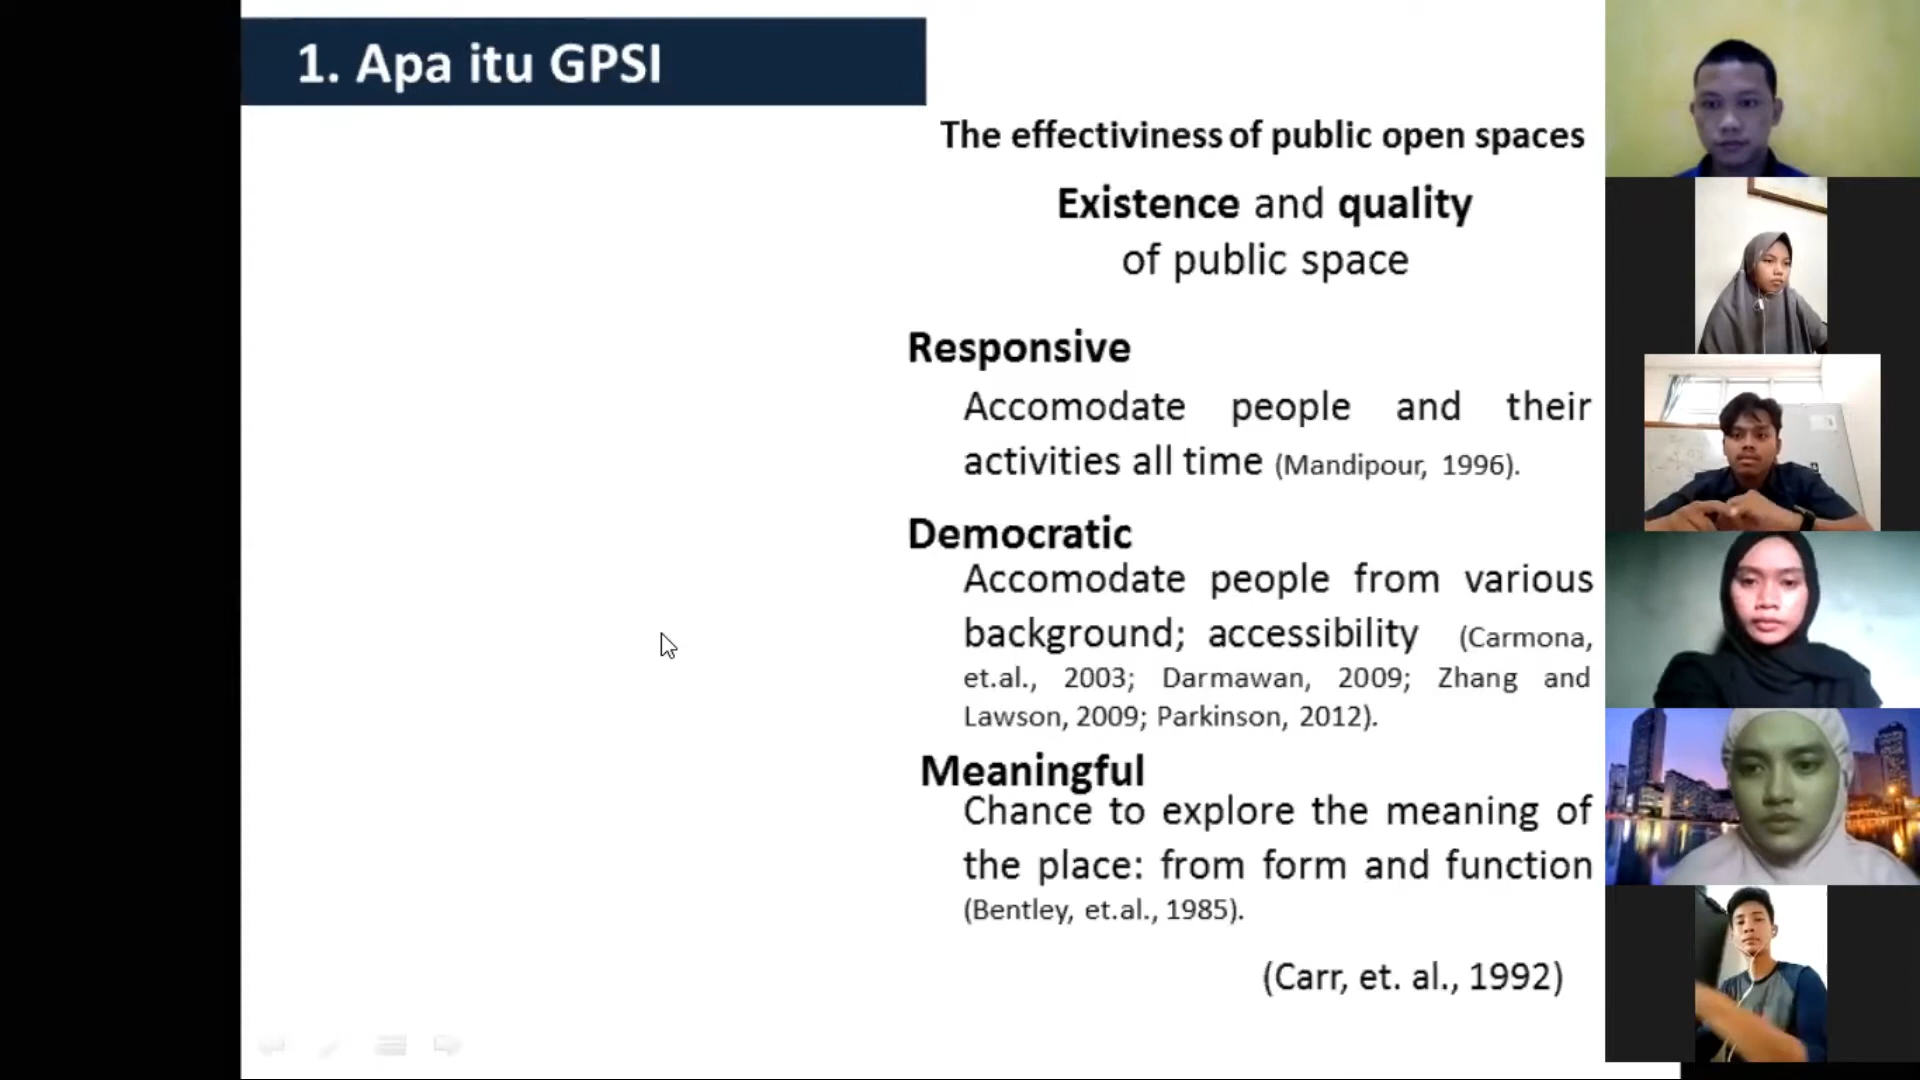 1. Apa itu GPSI
The effectiviness of public open spaces
Existence and quality
of public space
Responsive
Accomodate people and their
activities all time (Mandipour, 1996).
Democratic
Accomodate people from various
background; accessibility (Carmona,
et.al., 2003; Darmawan, 2009; Zhang and
Lawson, 2009; Parkinson, 2012).
Meaningful
Chance to explore the meaning of
the place: from form and function
(Bentley, et.al., 1985).
(Carr, et. al., 1992)